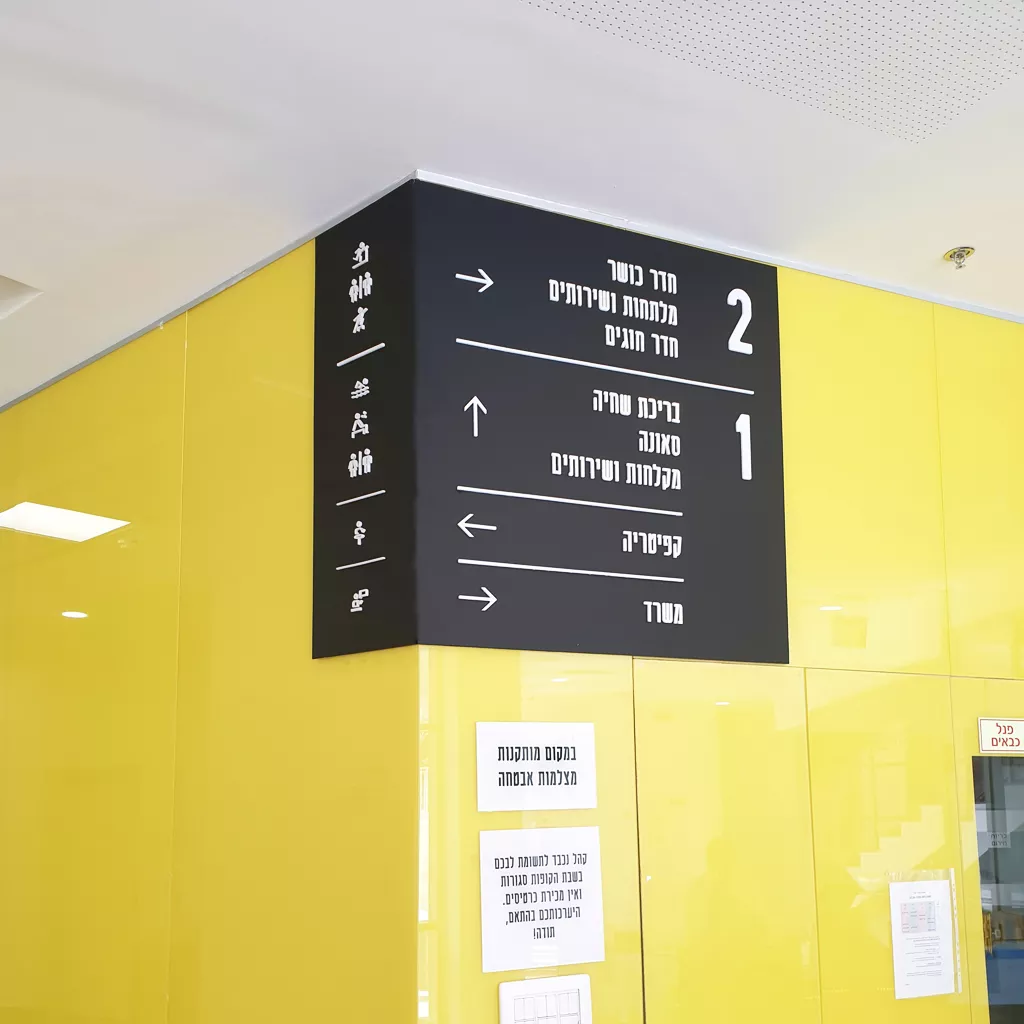 2
חדר כושר
מלתחות ושירותים
חדר חוגים
1
בריכת שחיה
סאונה
מקלחות ושירותים
קפיטריה
משרד
במקום מותקנות
מצלמות אבטחה
קהל נכבד לתשומת לבכם
בשבת הקופות סגורות
ואין מכירת כרטיסים.
היערכותכם בהתאם,
תודה!
פנל
כבאים